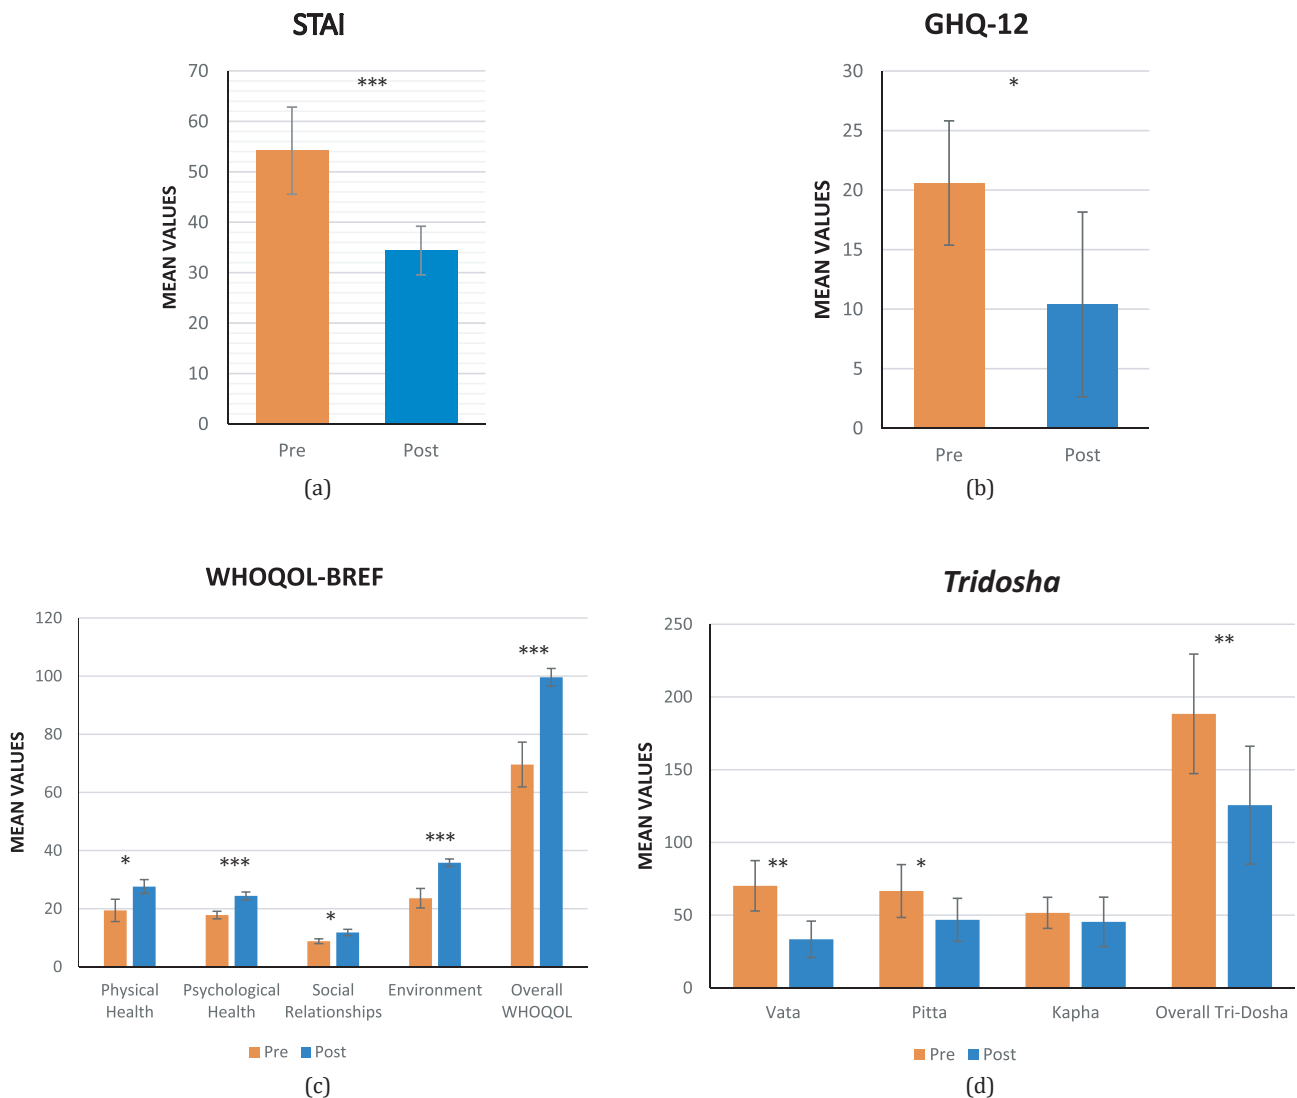 STAI
***
70
60
50
40
30
20
10
0
MEAN VALUES
Pre
Post
(a)
GHQ-12
*
30
25
20
15
10
5
0
MEAN VALUES
Pre
Post
(b)
WHOQOL-BREF
120
100
80
60
40
20
0
MEAN VALUES
*
***
*
***
***
Physical
Health
Psychological
Health
Social
Relationships
Environment
Overall
WHOQOL
Pre
Post
(c)
Tridosha
250
200
150
100
50
0
MEAN VALUES
**
*
**
Vata
Pitta
Kapha
Overall Tri-Dosha
Pre
Post
(d)